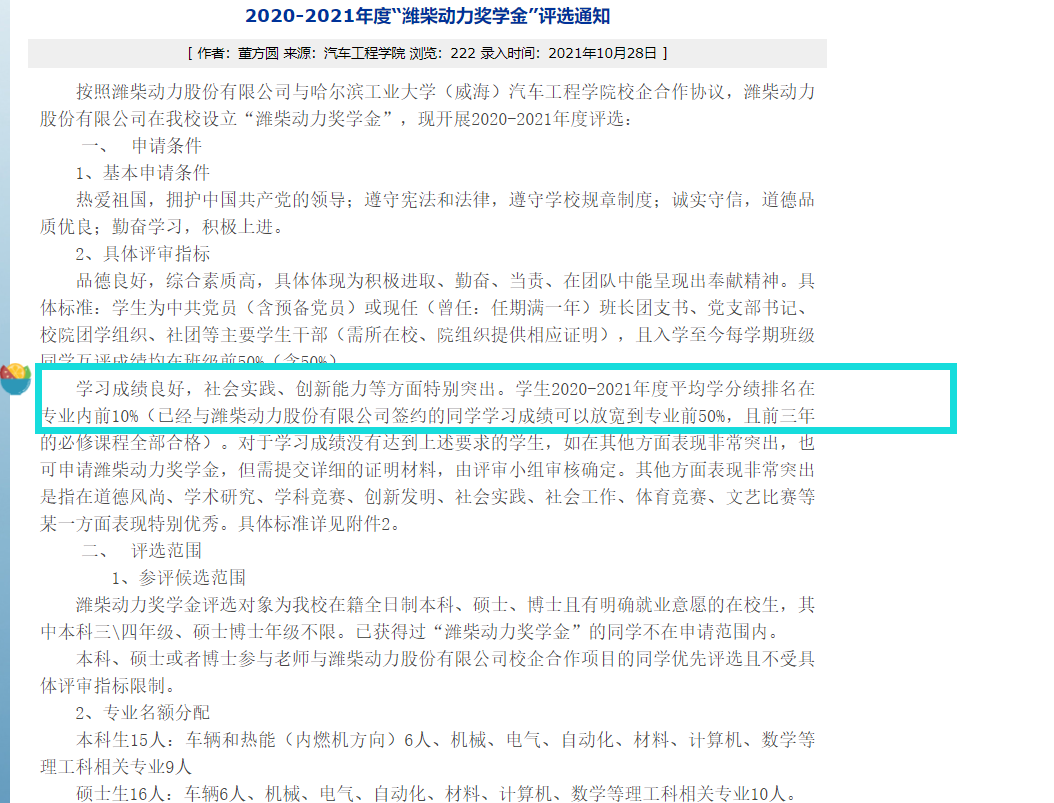 2020-2021年度“潍柴动力奖学金”评选通知
[ 作者：董方圆 来源：汽车工程学院 浏览：222 录入时间：2021年10月28日 ]
按照潍柴动力股份有限公司与哈尔滨工业大学（威海）汽车工程学院校企合作协议，潍柴动力
股份有限公司在我校设立“潍柴动力奖学金”，现开展2020-2021年度评选：
一、 申请条件
1、基本申请条件
热爱祖国，拥护中国共产党的领导；遵守宪法和法律，遵守学校规章制度；诚实守信，道德品
质优良；勤奋学习，积极上进。
2、具体评审指标
品德良好，综合素质高，具体体现为积极进取、勤奋、当责、在团队中能呈现出奉献精神。具
体标准：学生为中共党员（含预备党员）或现任（曾任：任期满一年）班长团支书、党支部书记、
校院团学组织、社团等主要学生干部（需所在校、院组织提供相应证明），且入学至今每学期班级
同学互评成绩均在班级前50%（含50%）
学习成绩良好，社会实践、创新能力等方面特别突出。学生2020-2021年度平均学分绩排名在
专业内前10%（已经与潍柴动力股份有限公司签约的同学学习成绩可以放宽到专业前50%，且前三年
的必修课程全部合格）。对于学习成绩没有达到上述要求的学生，如在其他方面表现非常突出，也
可申请潍柴动力奖学金，但需提交详细的证明材料，由评审小组审核确定。其他方面表现非常突出
是指在道德风尚、学术研究、学科竞赛、创新发明、社会实践、社会工作、体育竞赛、文艺比赛等
某一方面表现特别优秀。具体标准详见附件2。
二、 评选范围
1、参评候选范围
潍柴动力奖学金评选对象为我校在籍全日制本科、硕士、博士且有明确就业意愿的在校生，其
中本科三\四年级、硕士博士年级不限。已获得过“潍柴动力奖学金”的同学不在申请范围内。
本科、硕士或者博士参与老师与潍柴动力股份有限公司校企合作项目的同学优先评选且不受具
体评审指标限制。
2、专业名额分配
本科生15人：车辆和热能（内燃机方向）6人、机械、电气、自动化、材料、计算机、数学等
理工科相关专业9人
硕士生16人：车辆6人、机械、电气、自动化、材料、计算机、数学等理工科相关专业10人。